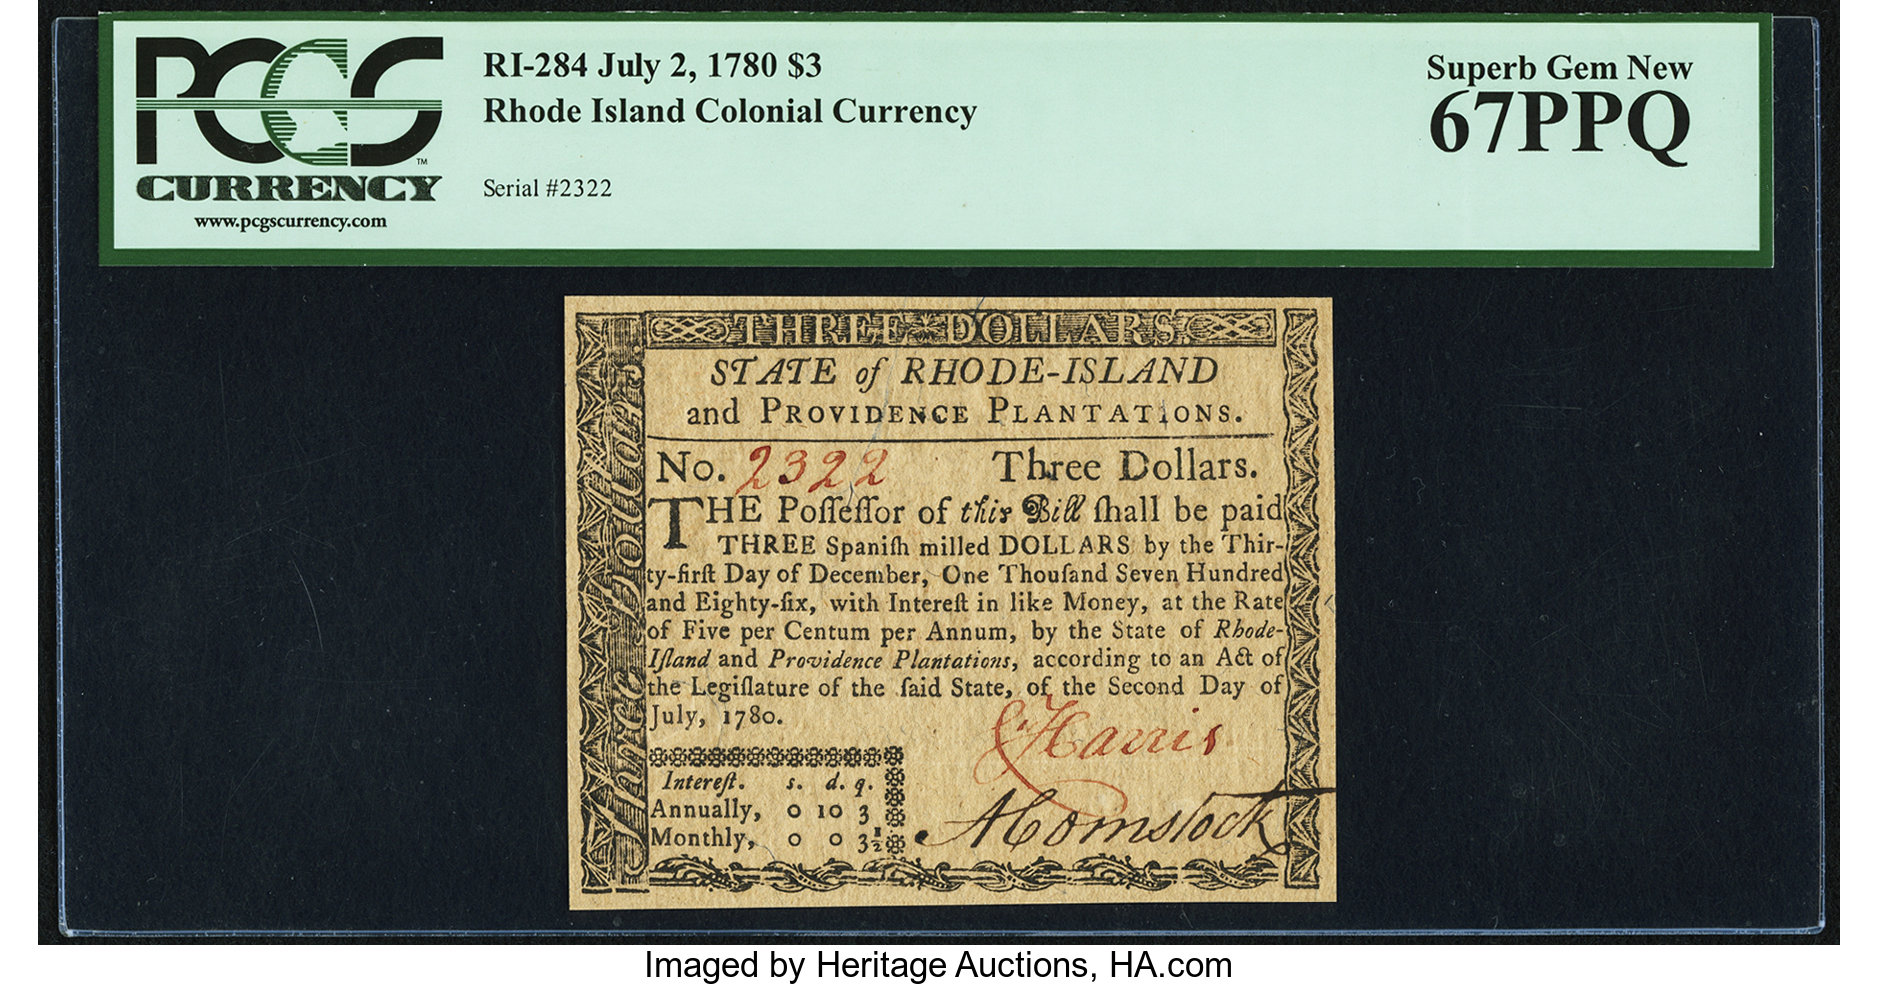 PCGS
CURRENCY
™
www.pcgscurrency.com
RI-284 July 2, 1780 $3
Rhode Island Colonial Currency
Serial #2322
Superb Gem New
67PPQ
THREE DOLLARS.
Three Dollars.
STATE of RHODE-ISLAND
and PROVIDENCE PLANTATIONS.
No. 2322 Three Dollars.
THE Poſſeſſor of this Bill ſhall be paid
THREE Spaniſh milled DOLLARS by the Thir-
ty-firſt Day of December, One Thouſand Seven Hundred
and Eighty-ſix, with Intereſt in like Money, at the Rate
of Five per Centum per Annum, by the State of Rhode-
Iſland and Providence Plantations, according to an Act of
the Legiſlature of the ſaid State, of the Second Day of
July, 1780.
Harris
Intereſt. s. d. q.
Annually, 0 10 3
Monthly, 0 0 3½
A Comstock
Imaged by Heritage Auctions, HA.com